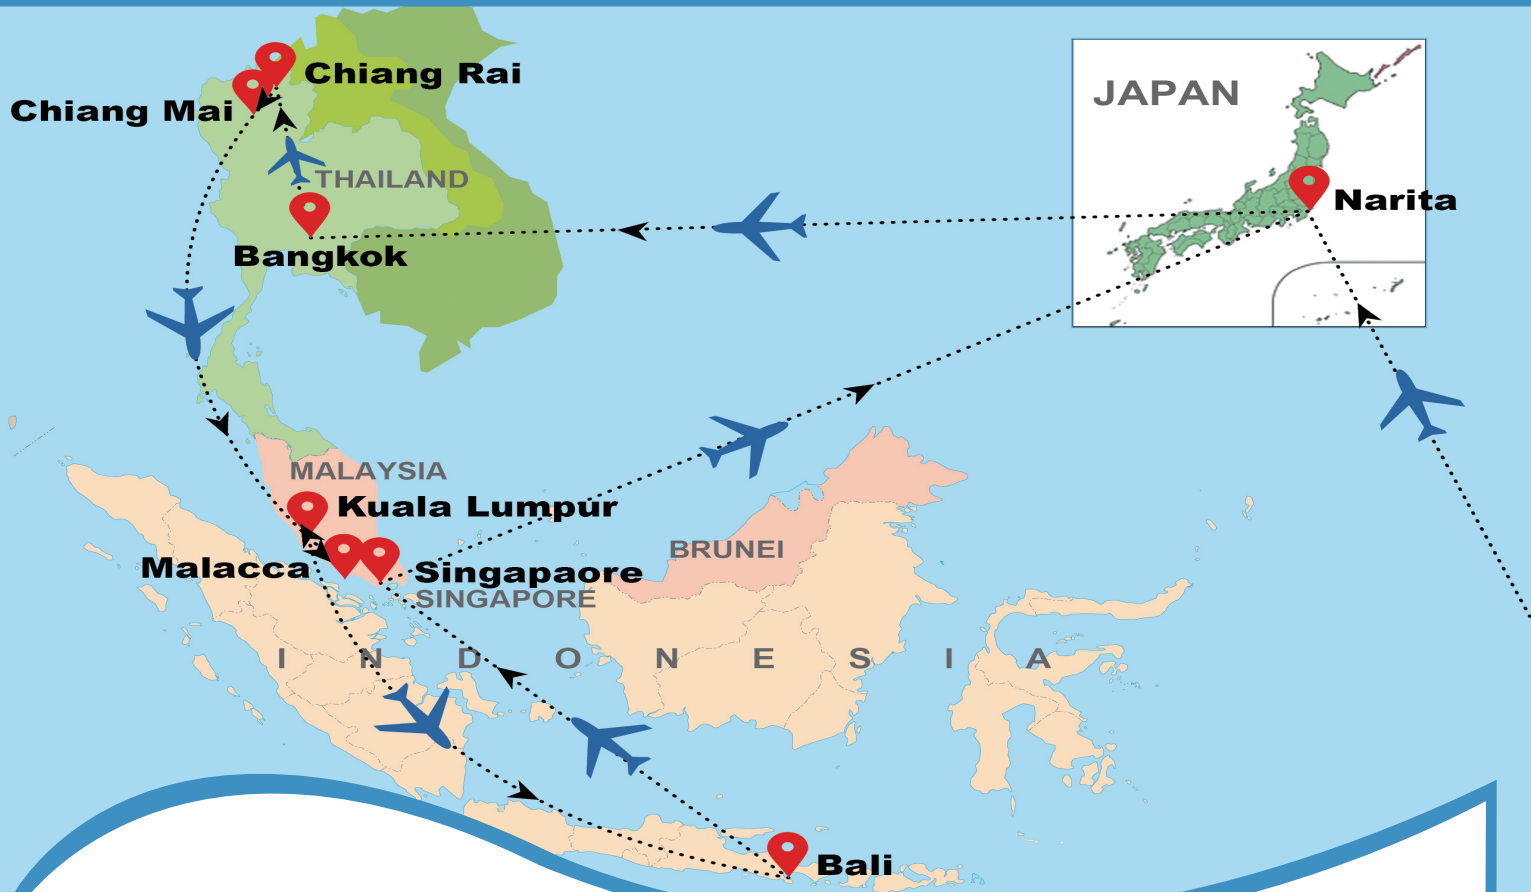 Chiang Rai
JAPAN
Chiang Mai
THAILAND
Narita
Bangkok
MALAYSIA
Kuala Lumpur
BRUNEI
Malacca
Singapaore
SINGAPORE
I N D O N E S I A
Bali